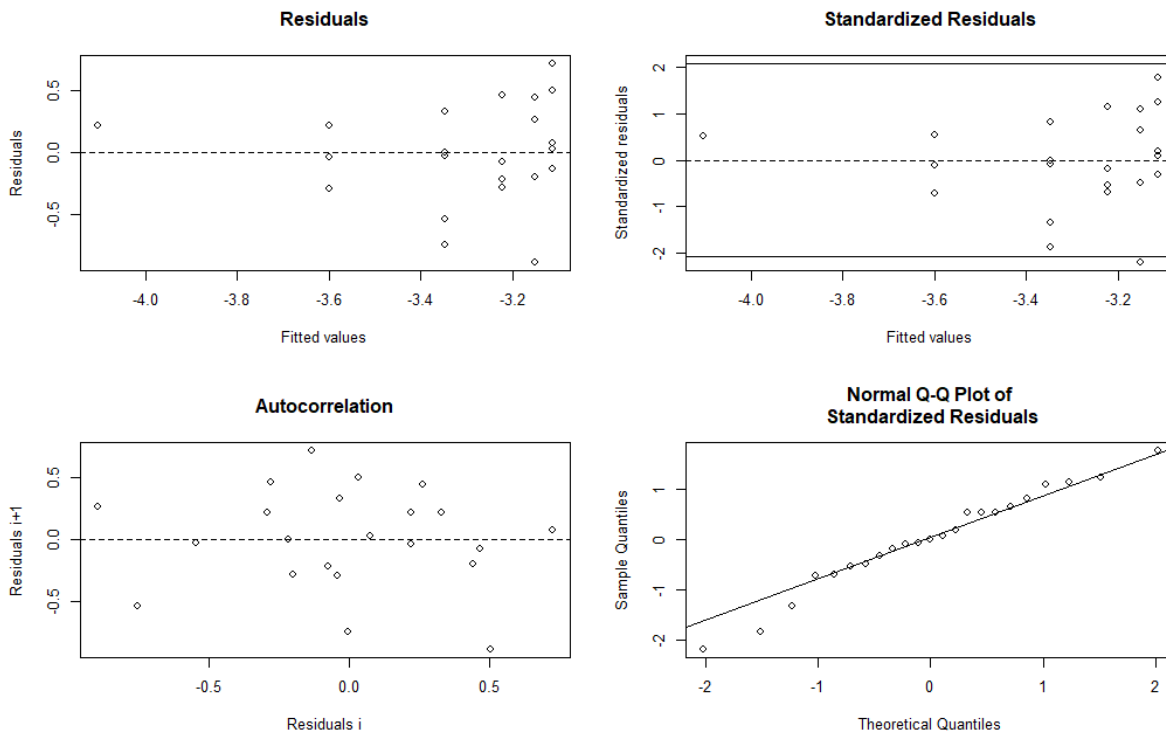 Residuals
Residuals
0.5
0.0
-0.5
-4.0 -3.8 -3.6 -3.4 -3.2
Fitted values
Standardized Residuals
Standardized residuals
2
1
0
-1
-2
-4.0 -3.8 -3.6 -3.4 -3.2
Fitted values
Autocorrelation
Residuals i+1
0.5
0.0
-0.5
-0.5 0.0 0.5
Residuals i
Normal Q-Q Plot of
Standardized Residuals
Sample Quantiles
1
0
-1
-2
-2 -1 0 1 2
Theoretical Quantiles